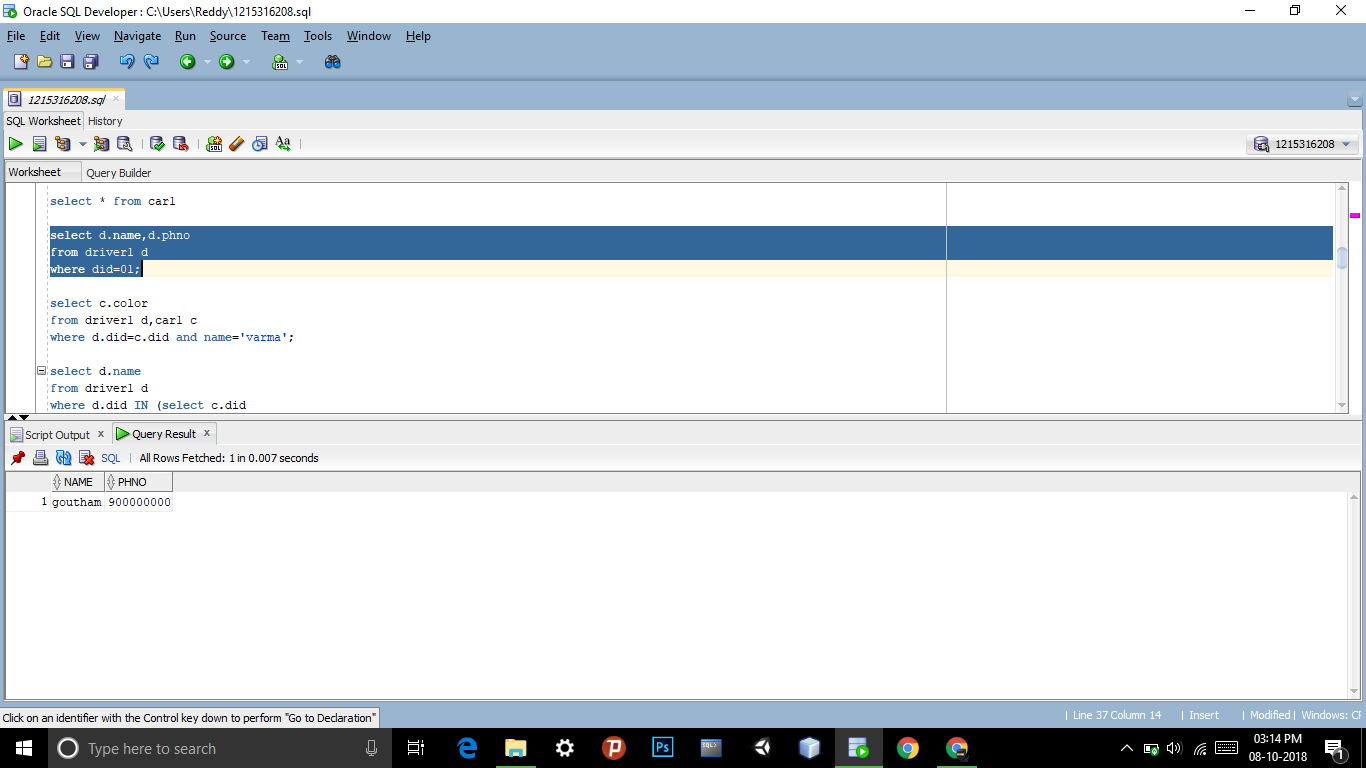 Oracle SQL Developer : C:\Users\Reddy\1215316208.sql
File Edit View Navigate Run Source Team Tools Window Help
SQL
1215316208.sql
SQL Worksheet History
Aa
1215316208
Worksheet Query Builder
select * from car1
select d.name,d.phno
from driver1 d
where did=01;
select c.color
from driver1 d,car1 c
where d.did=c.did and name='varma';
select d.name
from driver1 d
where d.did IN (select c.did
Script Output x Query Result x
SQL | All Rows Fetched: 1 in 0.007 seconds
NAME PHNO
1 goutham 900000000
Click on an identifier with the Control key down to perform "Go to Declaration"
| Line 37 Column 14 | Insert | Modified | Windows: CF
Type here to search
Ps
SQL>
03:14 PM
08-10-2018
1